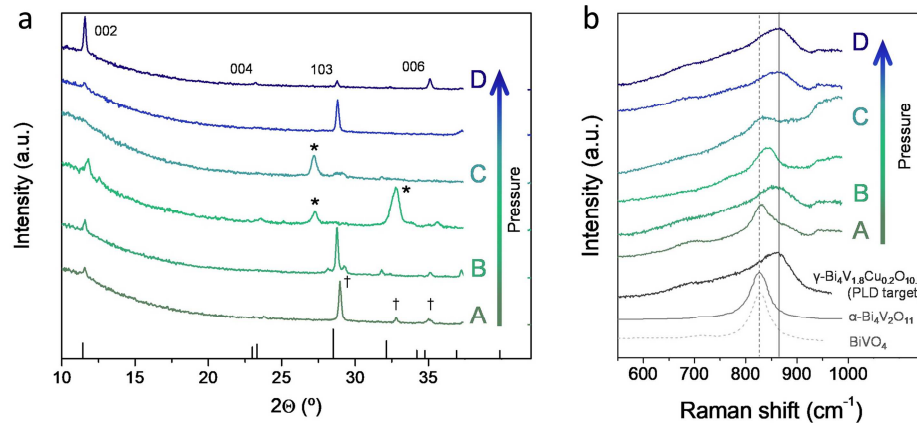 a
002
004
103
006
D
C
B
A
*
*
*
†
†
†
Pressure
Intensity (a.u.)
10
15
20
25
30
35
2Θ (º)
b
D
C
B
A
Pressure
Intensity (a.u.)
γ-Bi₄V₁.₈Cu₀.₂O₁₀.
(PLD target
α-Bi₄V₂O₁₁
BiVO₄
600
700
800
900
1000
Raman shift (cm⁻¹)